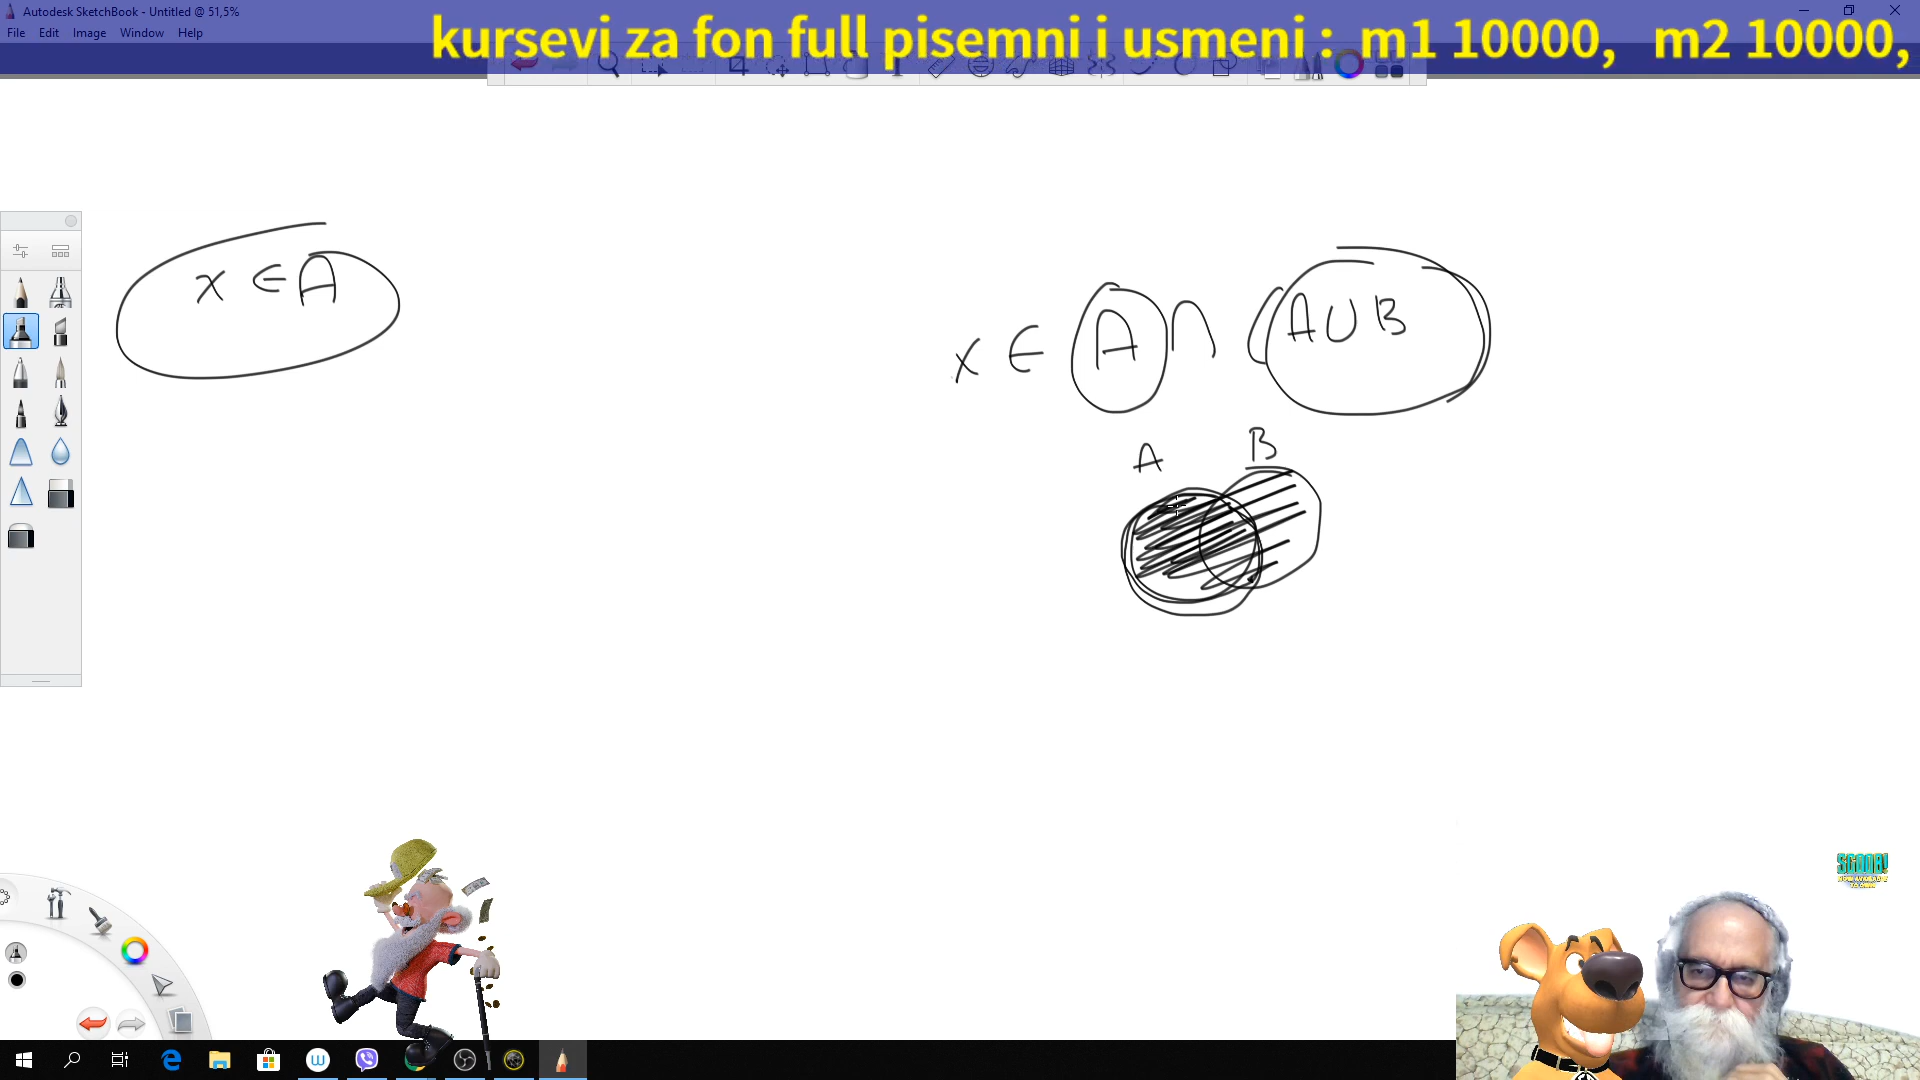 Autodesk SketchBook - Untitled @ 51,5%
kursevi za fon full pisemni i usmeni : m1 10000, m2 10000,
File Edit Image Window Help
x ∈ A
x ∈ A ∩ (A ∪ B
A B
SCOOB!